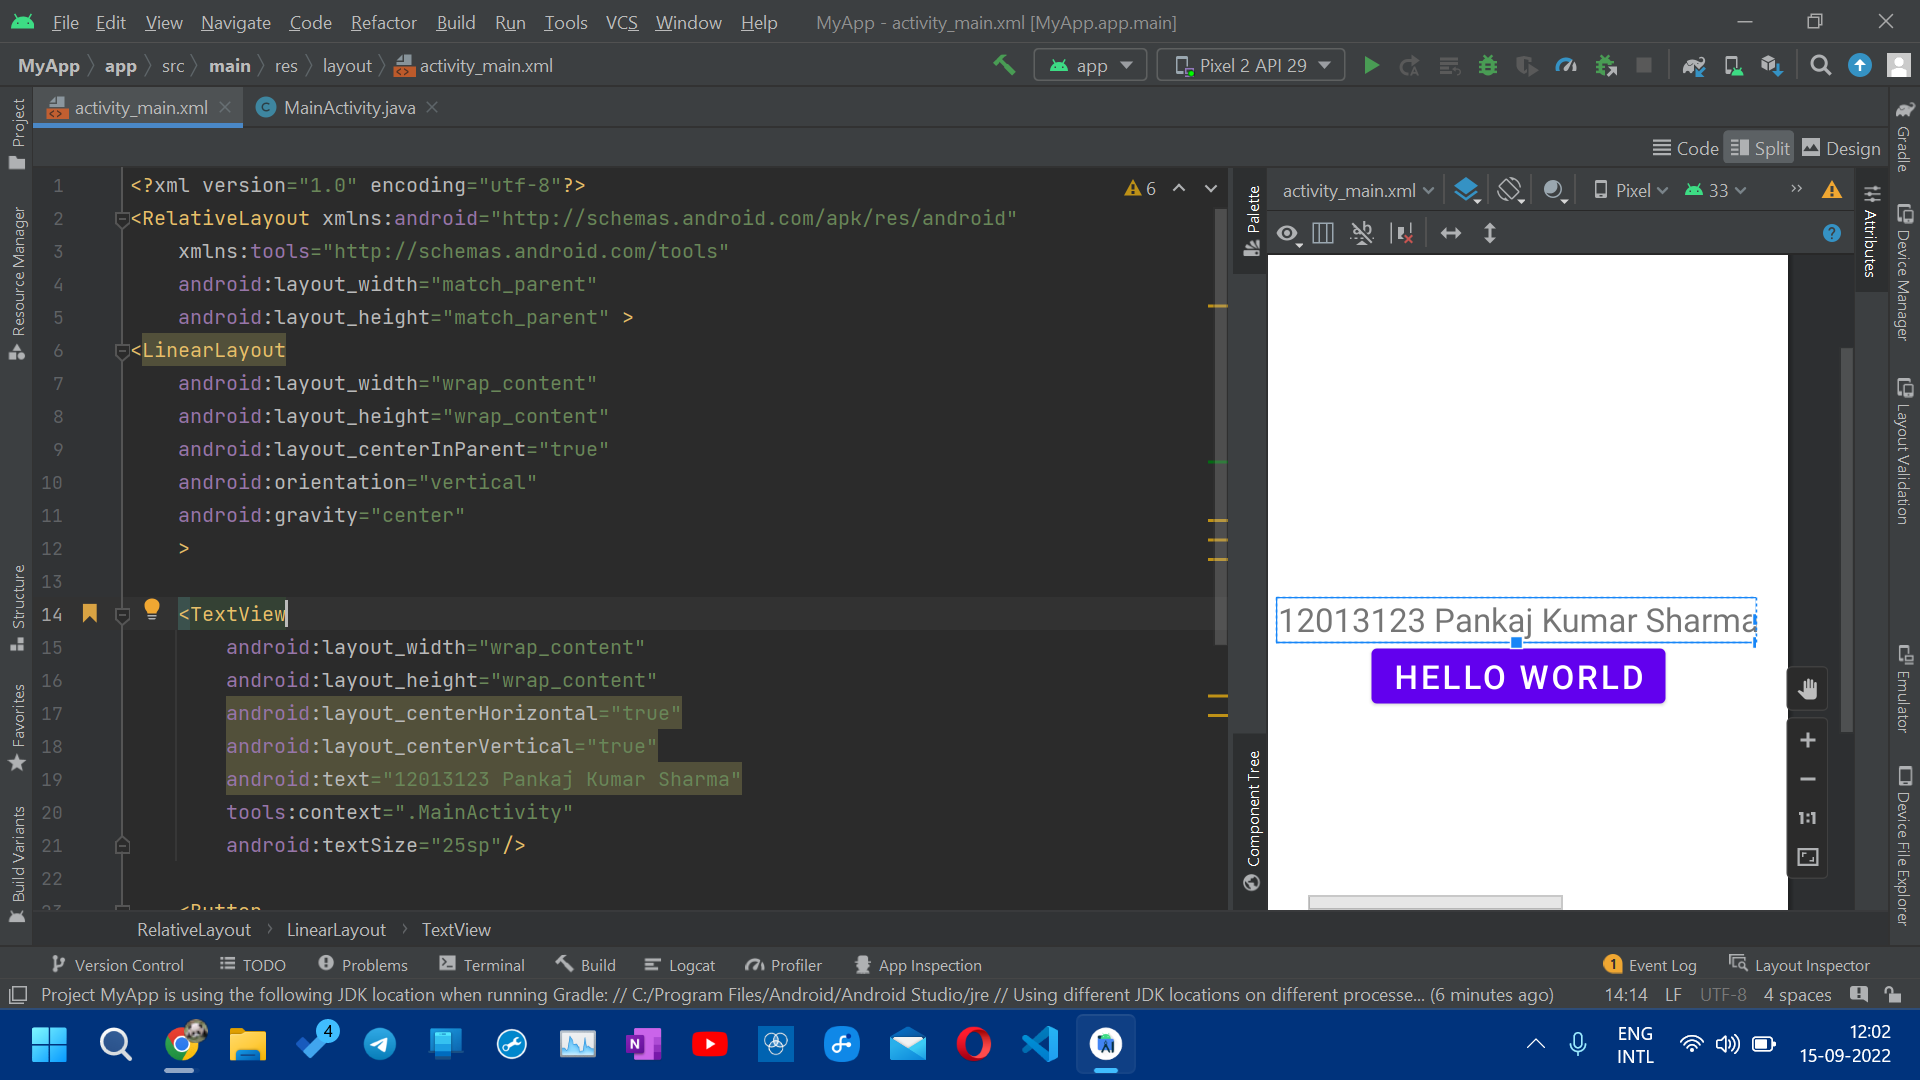 File Edit View Navigate Code Refactor Build Run Tools VCS Window Help MyApp - activity_main.xml [MyApp.app.main]
MyApp app src main res layout activity_main.xml app Pixel 2 API 29
activity_main.xml MainActivity.java
Code Split Design
Project
Resource Manager
Structure
Favorites
Build Variants
1 <?xml version="1.0" encoding="utf-8"?>
2 <RelativeLayout xmlns:android="http://schemas.android.com/apk/res/android"
3 xmlns:tools="http://schemas.android.com/tools"
4 android:layout_width="match_parent"
5 android:layout_height="match_parent" >
6 <LinearLayout
7 android:layout_width="wrap_content"
8 android:layout_height="wrap_content"
9 android:layout_centerInParent="true"
10 android:orientation="vertical"
11 android:gravity="center"
12 >
13
14 <TextView
15 android:layout_width="wrap_content"
16 android:layout_height="wrap_content"
17 android:layout_centerHorizontal="true"
18 android:layout_centerVertical="true"
19 android:text="12013123 Pankaj Kumar Sharma"
20 tools:context=".MainActivity"
21 android:textSize="25sp"/>
22
23 <Button
6
Palette
Component Tree
activity_main.xml Pixel 33
12013123 Pankaj Kumar Sharma
HELLO WORLD
1:1
Attributes
Gradle
Device Manager
Layout Validation
Emulator
Device File Explorer
RelativeLayout LinearLayout TextView
Version Control TODO Problems Terminal Build Logcat Profiler App Inspection 1 Event Log Layout Inspector
Project MyApp is using the following JDK location when running Gradle: // C:/Program Files/Android/Android Studio/jre // Using different JDK locations on different processe... (6 minutes ago) 14:14 LF UTF-8 4 spaces
4
N
ENG
INTL
12:02
15-09-2022